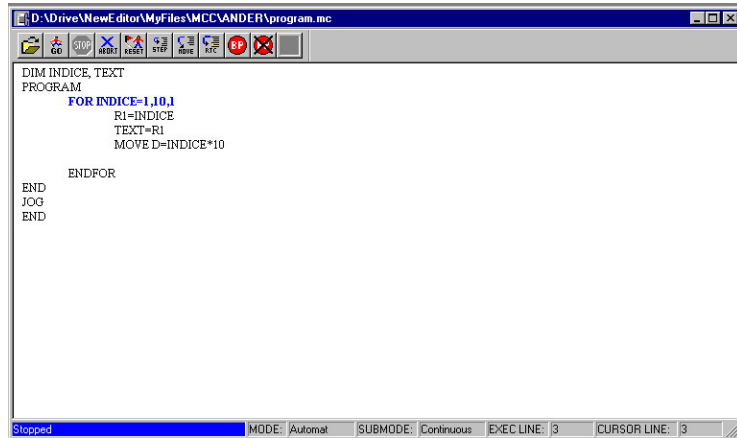 D:\Drive\NewEditor\MyFiles\MCC\ANDER\program.mc
GO STOP ABORT RESET STEP MOVE RTC BP
DIM INDICE, TEXT
PROGRAM
FOR INDICE=1,10,1
R1=INDICE
TEXT=R1
MOVE D=INDICE*10
ENDFOR
END
JOG
END
Stopped MODE: Automat SUBMODE: Continuous EXEC LINE: 3 CURSOR LINE: 3